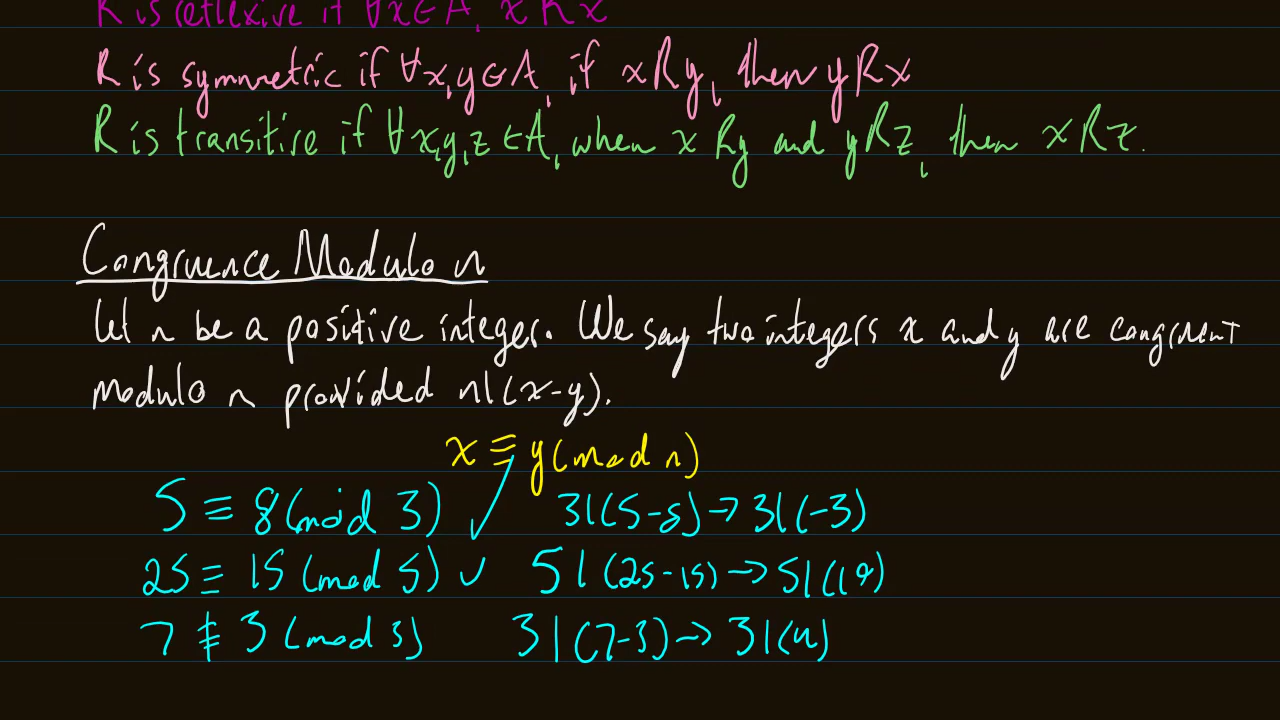 R is reflexive if ∀x∈A, xRx
R is symmetric if ∀x,y∈A, if xRy, then yRx
R is transitive if ∀x,y,z∈A, when xRy and yRz, then xRz.
Congruence Modulo n
Let n be a positive integer. We say two integers x and y are congruent
modulo n provided n|(x-y).
x ≡ y(mod n)
5 ≡ 8(mod 3) ✓ 3|(5-8)→3|(-3)
25 ≡ 15 (mod 5) ✓ 5|(25-15)→5|(10)
7 ≢ 3 (mod 3) 3|(7-3)→3|(4)